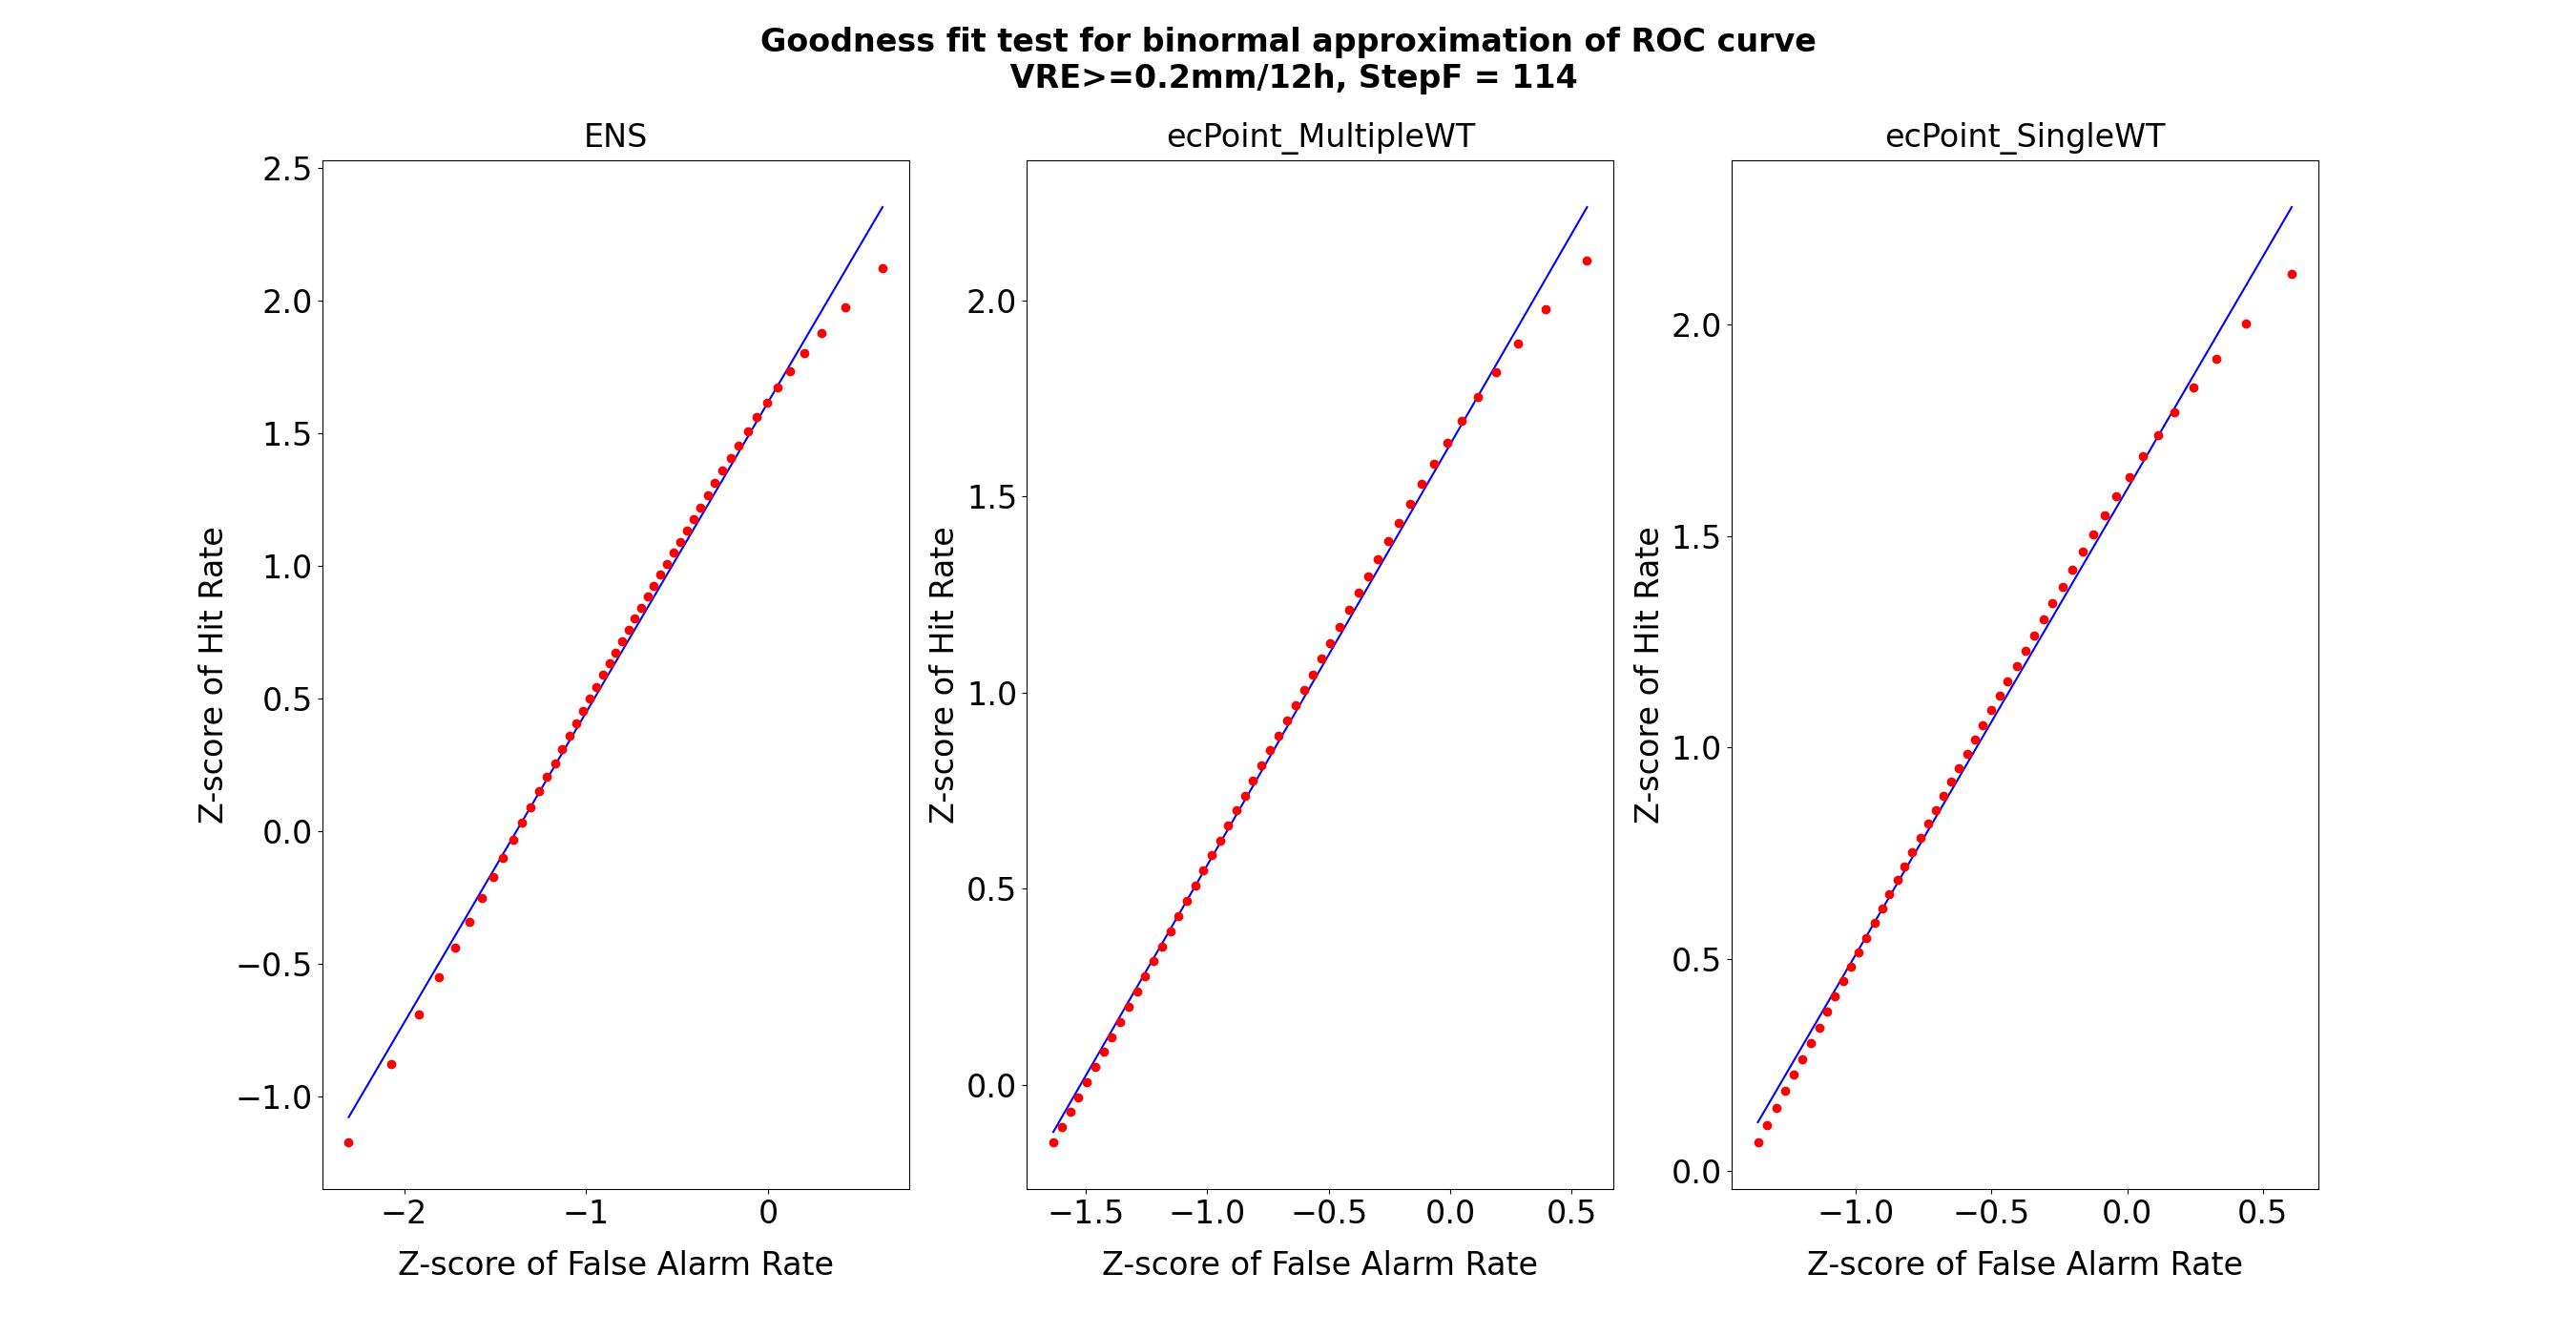 Goodness fit test for binormal approximation of ROC curve
VRE>=0.2mm/12h, StepF = 114
ENS
2.5
2.0
1.5
1.0
0.5
0.0
−0.5
−1.0
Z-score of Hit Rate
−2
−1
0
Z-score of False Alarm Rate
ecPoint_MultipleWT
2.0
1.5
1.0
0.5
0.0
Z-score of Hit Rate
−1.5
−1.0
−0.5
0.0
0.5
Z-score of False Alarm Rate
ecPoint_SingleWT
2.0
1.5
1.0
0.5
0.0
Z-score of Hit Rate
−1.0
−0.5
0.0
0.5
Z-score of False Alarm Rate